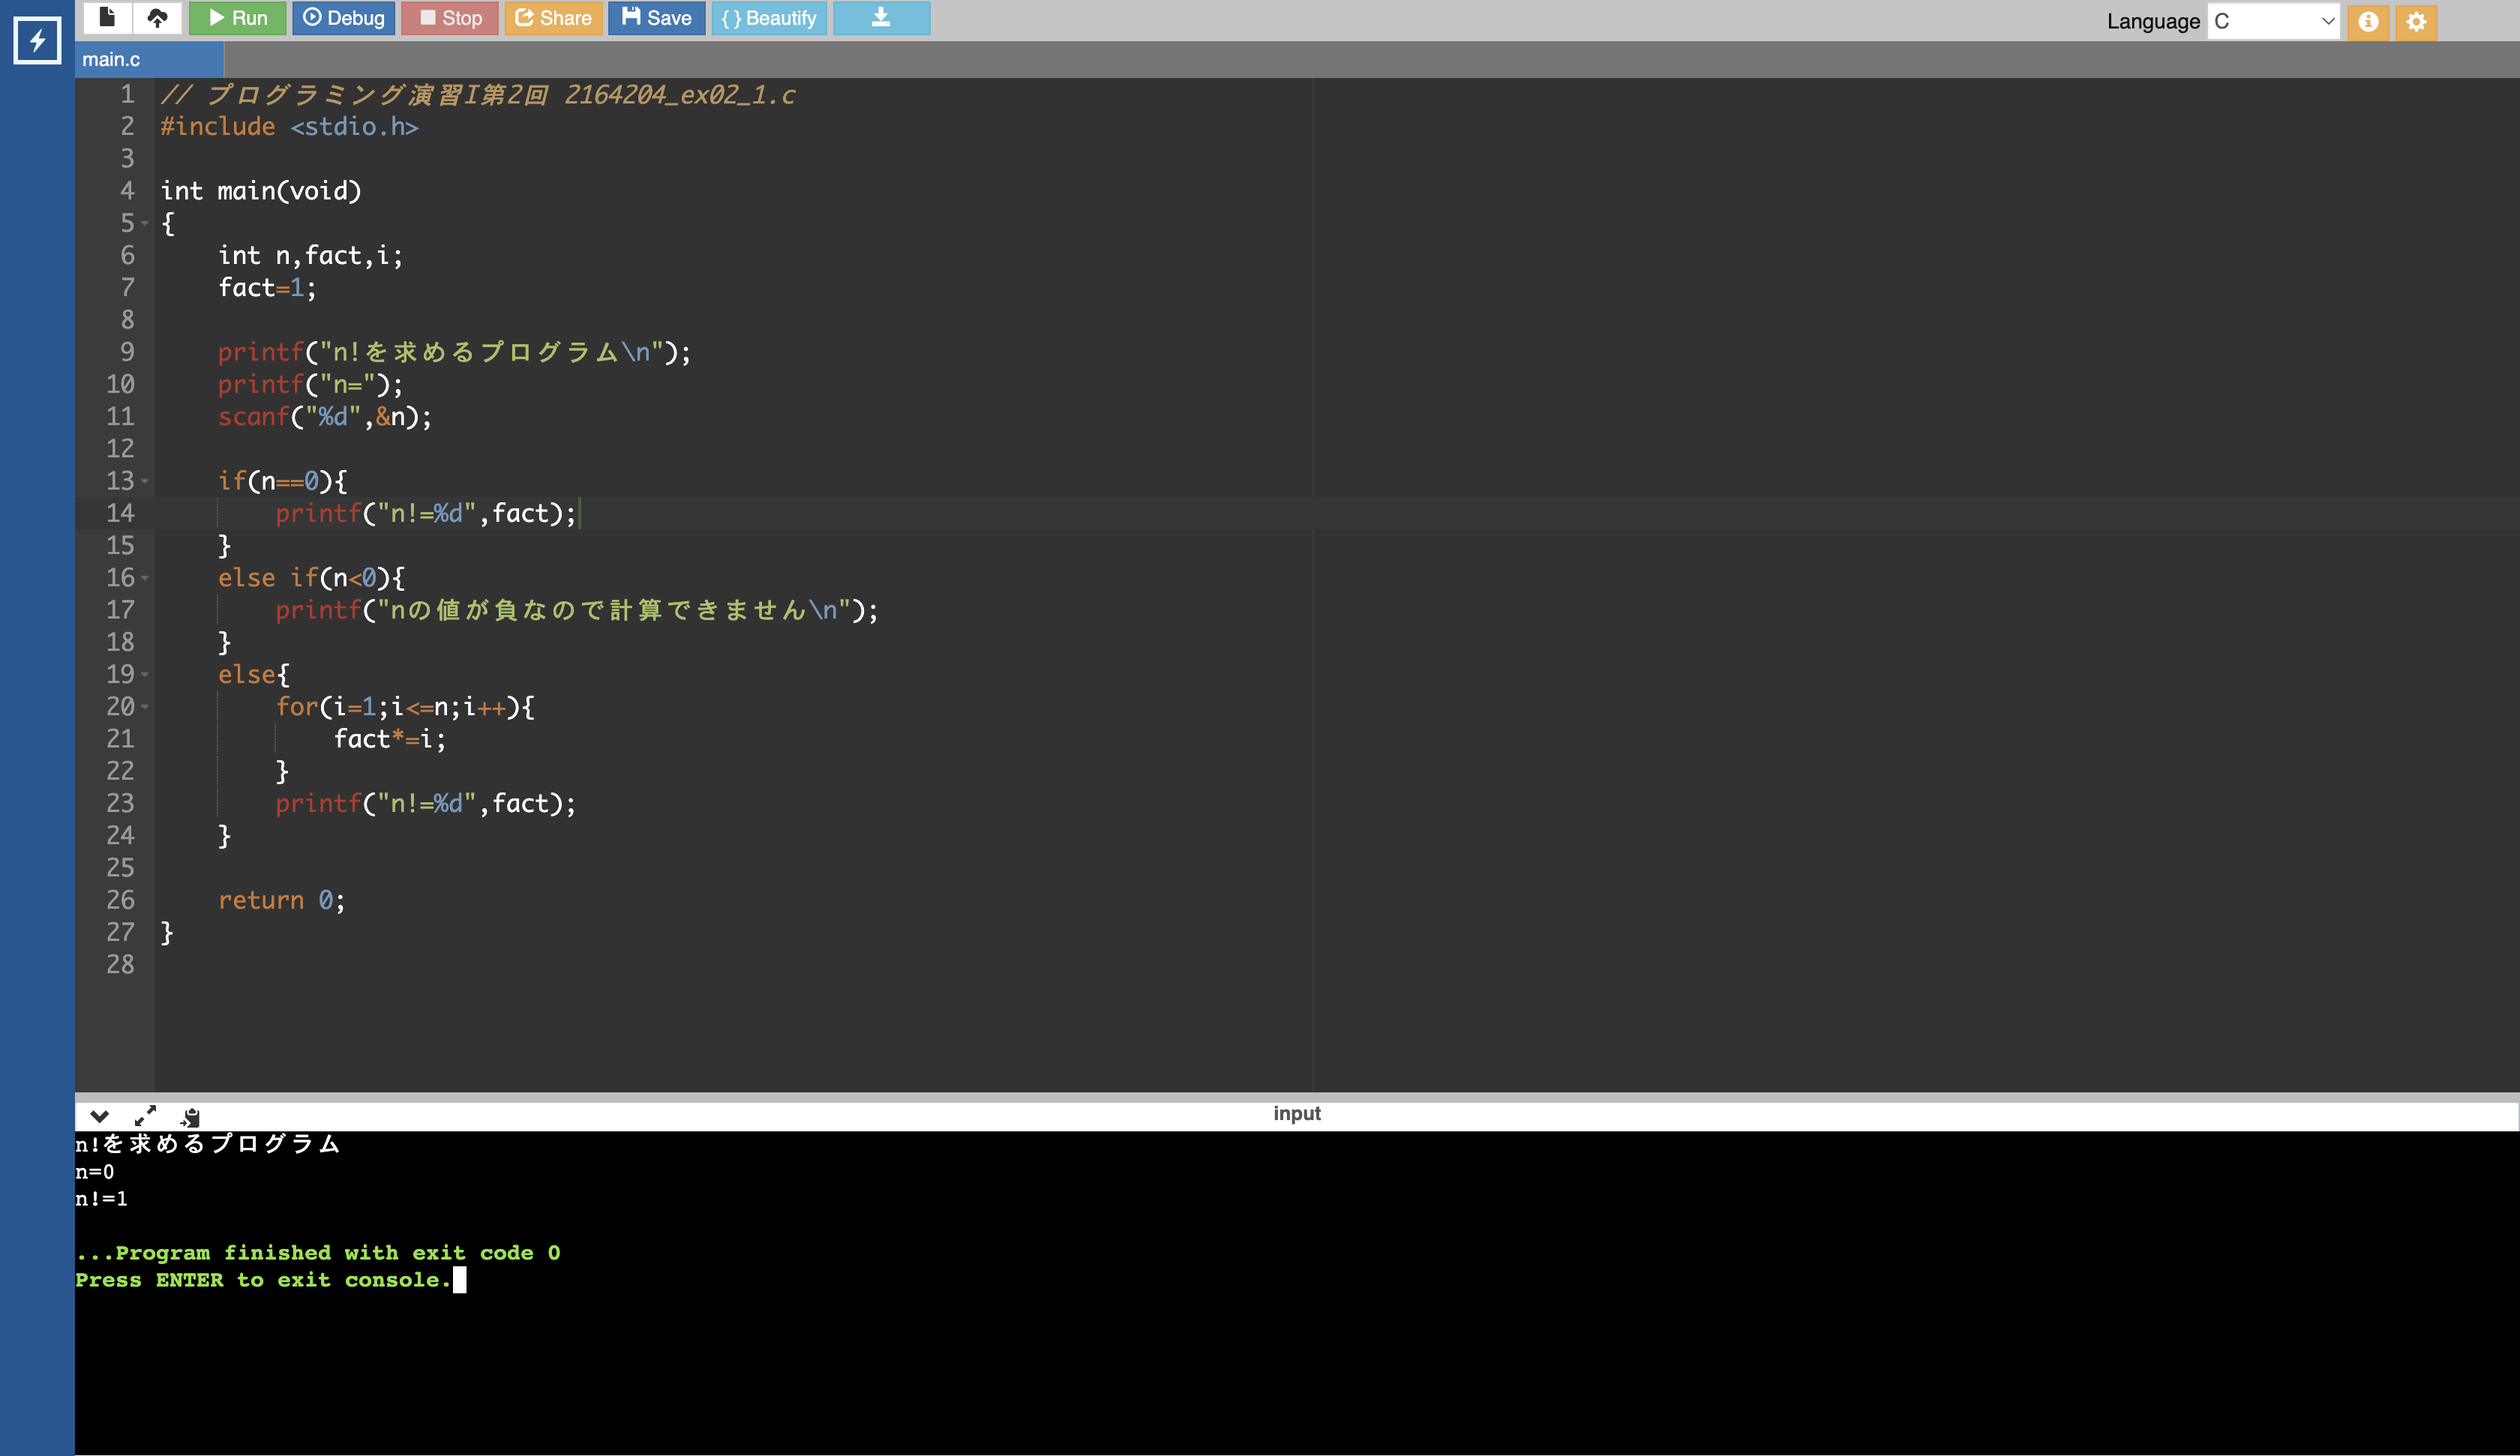 Run Debug Stop Share Save { } Beautify Language C
main.c
1 // プログラミング演習I第2回 2164204_ex02_1.c
2 #include <stdio.h>
3
4 int main(void)
5 {
6 int n,fact,i;
7 fact=1;
8
9 printf("n!を求めるプログラム\n");
10 printf("n=");
11 scanf("%d",&n);
12
13 if(n==0){
14 printf("n!=%d",fact);
15 }
16 else if(n<0){
17 printf("nの値が負なので計算できません\n");
18 }
19 else{
20 for(i=1;i<=n;i++){
21 fact*=i;
22 }
23 printf("n!=%d",fact);
24 }
25
26 return 0;
27 }
28
input
n!を求めるプログラム
n=0
n!=1
...Program finished with exit code 0
Press ENTER to exit console.